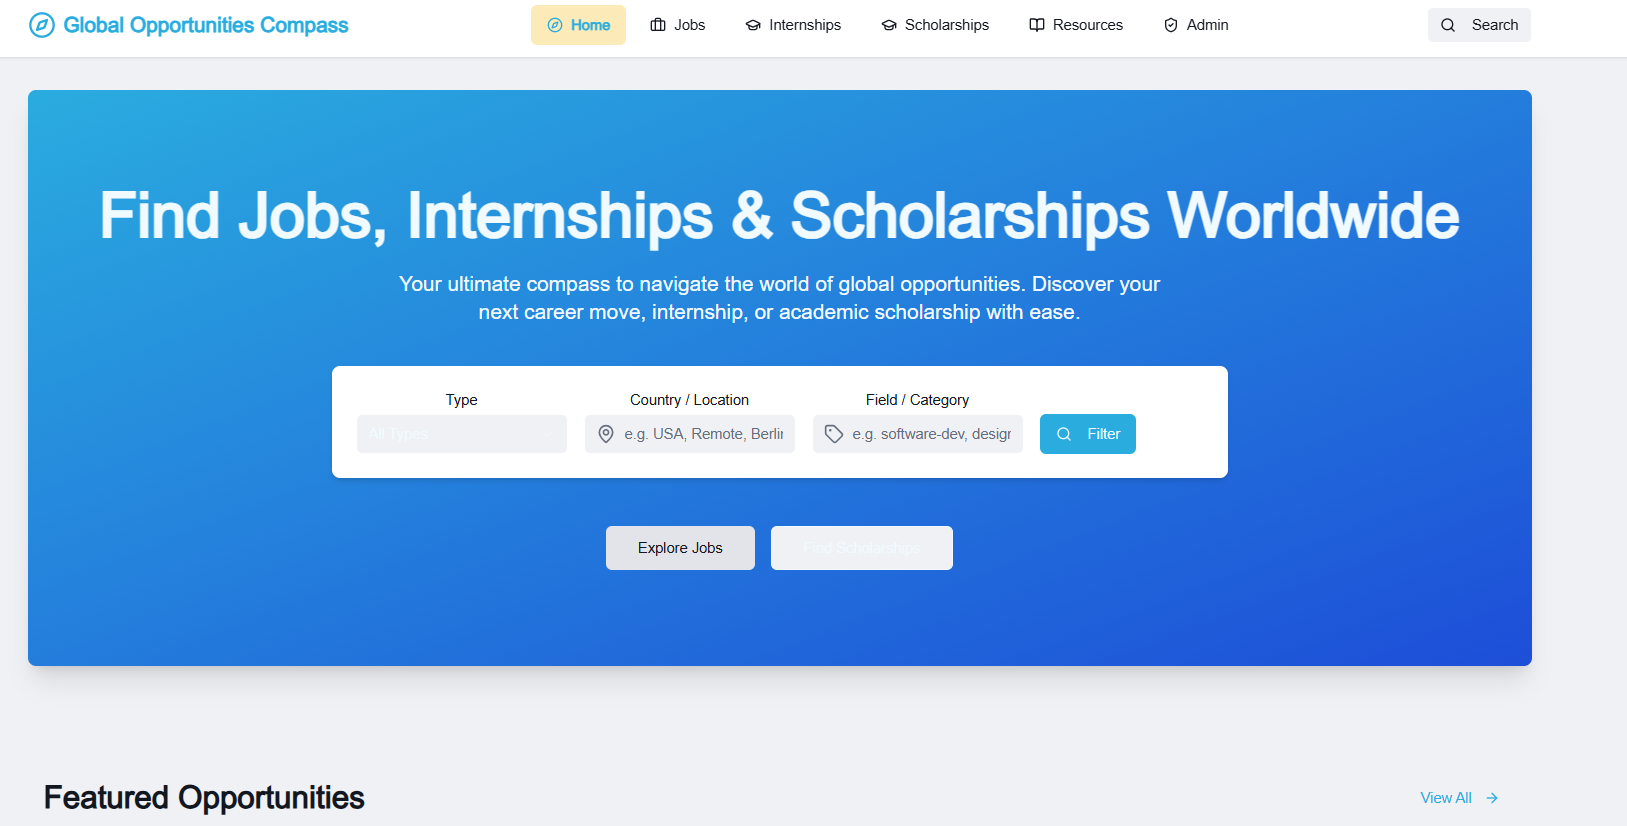 Global Opportunities Compass
Home
Jobs
Internships
Scholarships
Resources
Admin
Search
Find Jobs, Internships & Scholarships Worldwide
Your ultimate compass to navigate the world of global opportunities. Discover your
next career move, internship, or academic scholarship with ease.
Type
Country / Location
Field / Category
All Types
e.g. USA, Remote, Berlin
e.g. software-dev, design
Filter
Explore Jobs
Find Scholarships
Featured Opportunities
View All